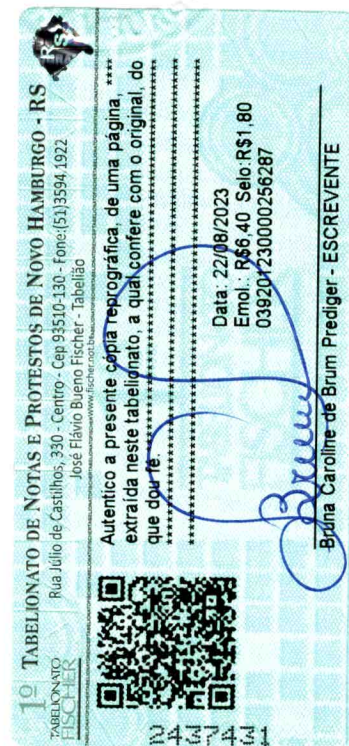 1º TABELIONATO DE NOTAS E PROTESTOS DE NOVO HAMBURGO - RS
TABELIONATO
FISCHER
Rua Júlio de Castilhos, 330 - Centro - Cep 93510-130 - Fone:(51)3594.1922
José Flávio Bueno Fischer - Tabelião
RS
Autentico a presente cópia reprográfica, de uma página, ****
extraída neste tabelionato, a qual confere com o original, do
que dou fé.
Data: 22/08/2023
Emol.: R$6,40 Selo:R$1,80
0392012300000256287
Bruna Caroline de Brum Prediger - ESCREVENTE
2437431